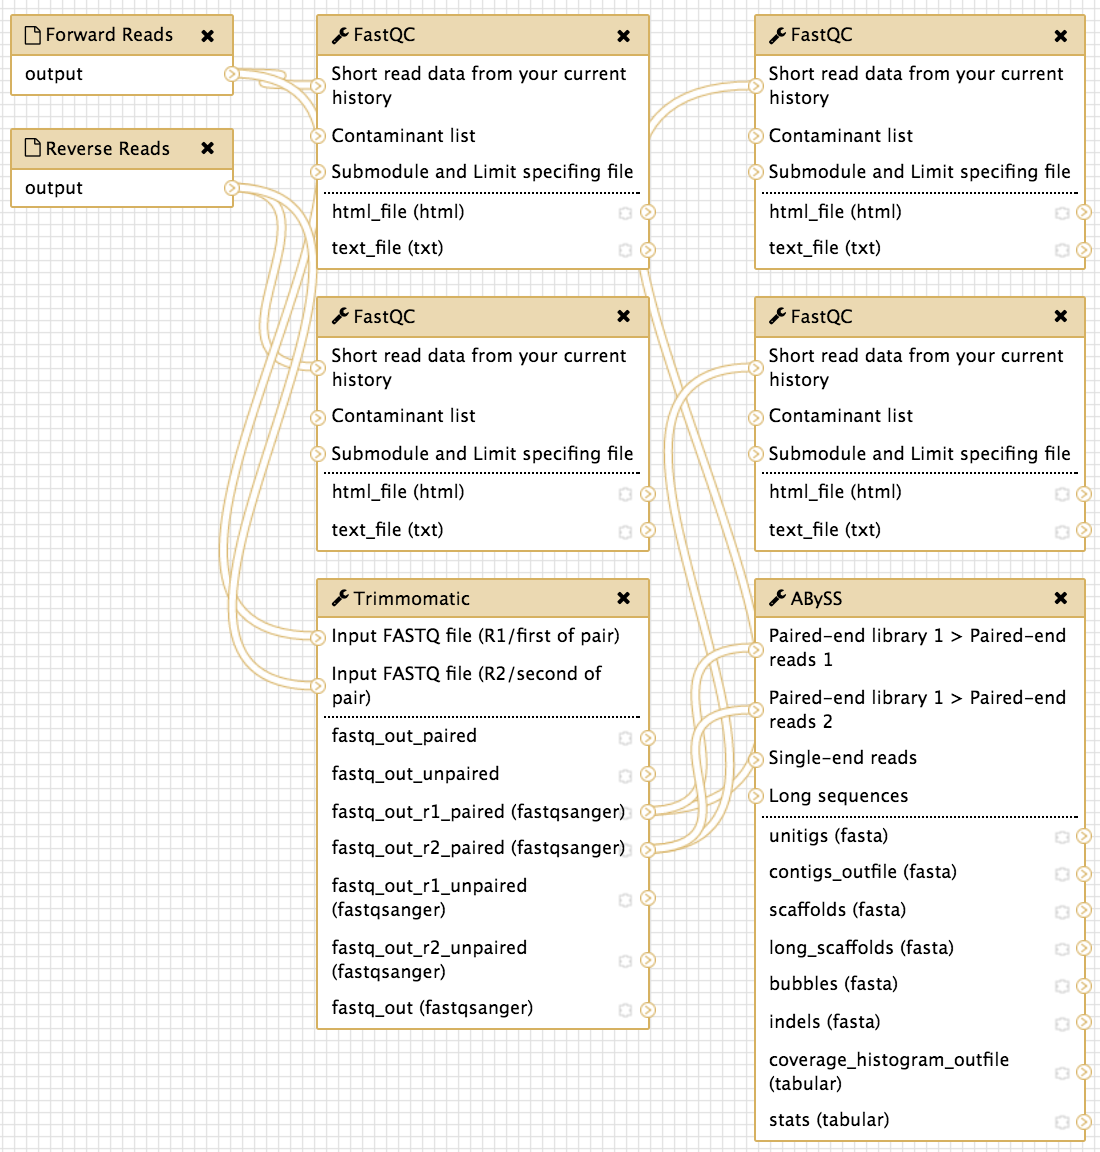 Forward Reads
output
Reverse Reads
output
FastQC
Short read data from your current
history
Contaminant list
Submodule and Limit specifing file
html_file (html)
text_file (txt)
FastQC
Short read data from your current
history
Contaminant list
Submodule and Limit specifing file
html_file (html)
text_file (txt)
FastQC
Short read data from your current
history
Contaminant list
Submodule and Limit specifing file
html_file (html)
text_file (txt)
FastQC
Short read data from your current
history
Contaminant list
Submodule and Limit specifing file
html_file (html)
text_file (txt)
Trimmomatic
Input FASTQ file (R1/first of pair)
Input FASTQ file (R2/second of
pair)
fastq_out_paired
fastq_out_unpaired
fastq_out_r1_paired (fastqsanger)
fastq_out_r2_paired (fastqsanger)
fastq_out_r1_unpaired
(fastqsanger)
fastq_out_r2_unpaired
(fastqsanger)
fastq_out (fastqsanger)
ABySS
Paired-end library 1 > Paired-end
reads 1
Paired-end library 1 > Paired-end
reads 2
Single-end reads
Long sequences
unitigs (fasta)
contigs_outfile (fasta)
scaffolds (fasta)
long_scaffolds (fasta)
bubbles (fasta)
indels (fasta)
coverage_histogram_outfile
(tabular)
stats (tabular)